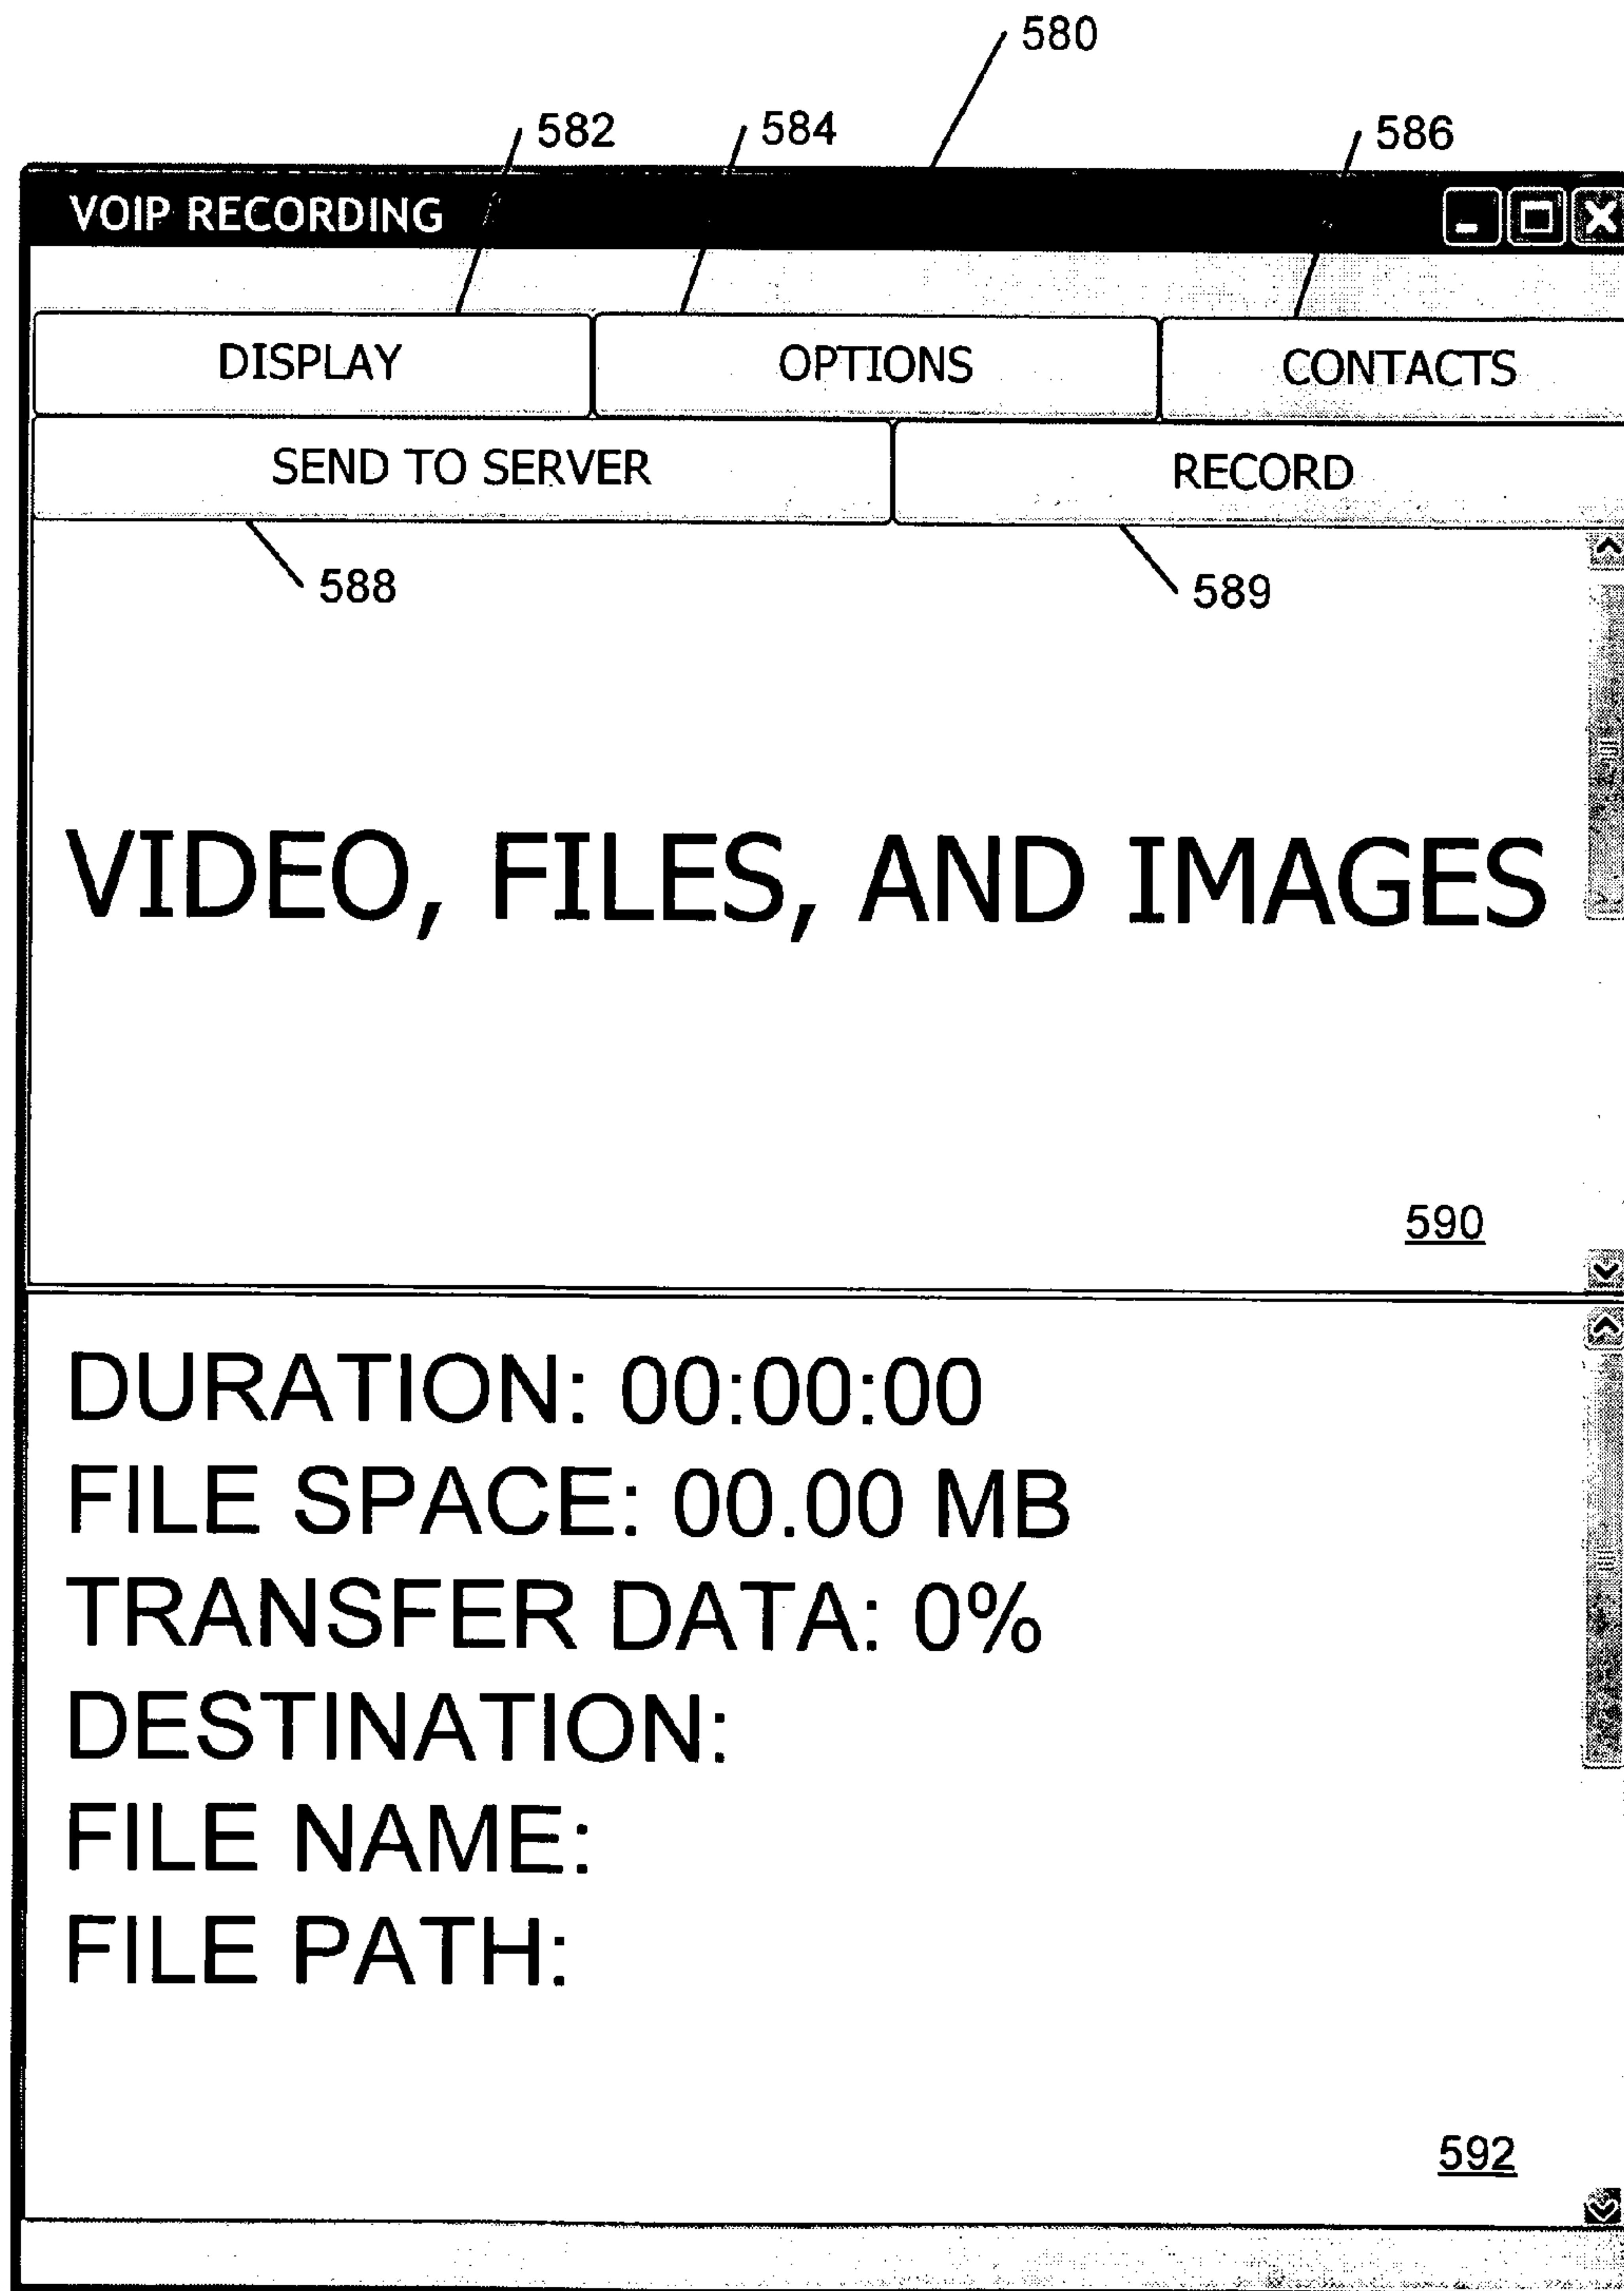 580
582 584 586
VOIP RECORDING
DISPLAY OPTIONS CONTACTS
SEND TO SERVER RECORD
588 589
VIDEO, FILES, AND IMAGES
590
DURATION: 00:00:00
FILE SPACE: 00.00 MB
TRANSFER DATA: 0%
DESTINATION:
FILE NAME:
FILE PATH:
592